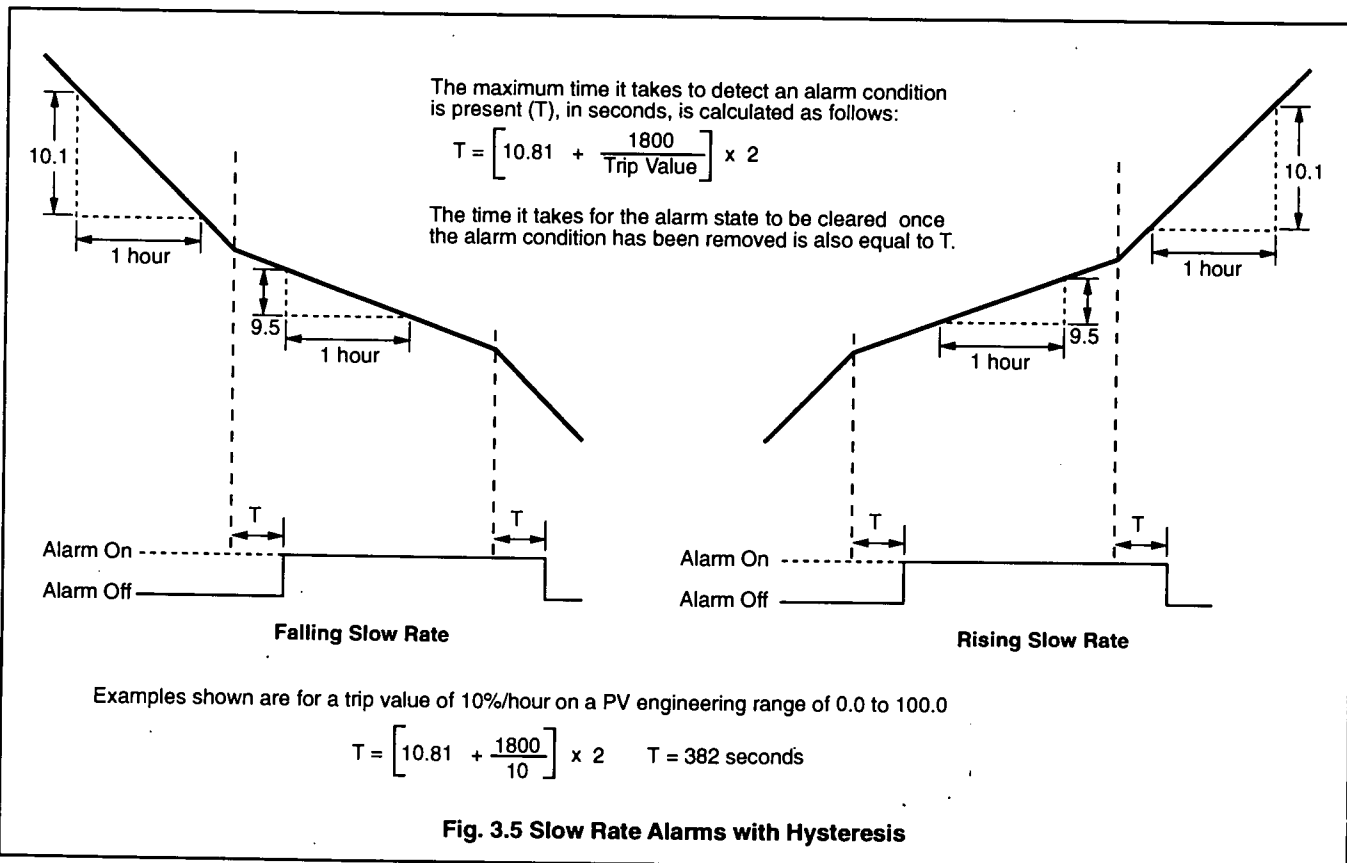 The maximum time it takes to detect an alarm condition
is present (T), in seconds, is calculated as follows:
T = [10.81 + 1800 / Trip Value] x 2
The time it takes for the alarm state to be cleared once
the alarm condition has been removed is also equal to T.
10.1
1 hour
9.5
1 hour
T
T
Alarm On
Alarm Off
Falling Slow Rate
10.1
1 hour
9.5
1 hour
T
T
Alarm On
Alarm Off
Rising Slow Rate
Examples shown are for a trip value of 10%/hour on a PV engineering range of 0.0 to 100.0
T = [10.81 + 1800 / 10] x 2 T = 382 seconds
Fig. 3.5 Slow Rate Alarms with Hysteresis